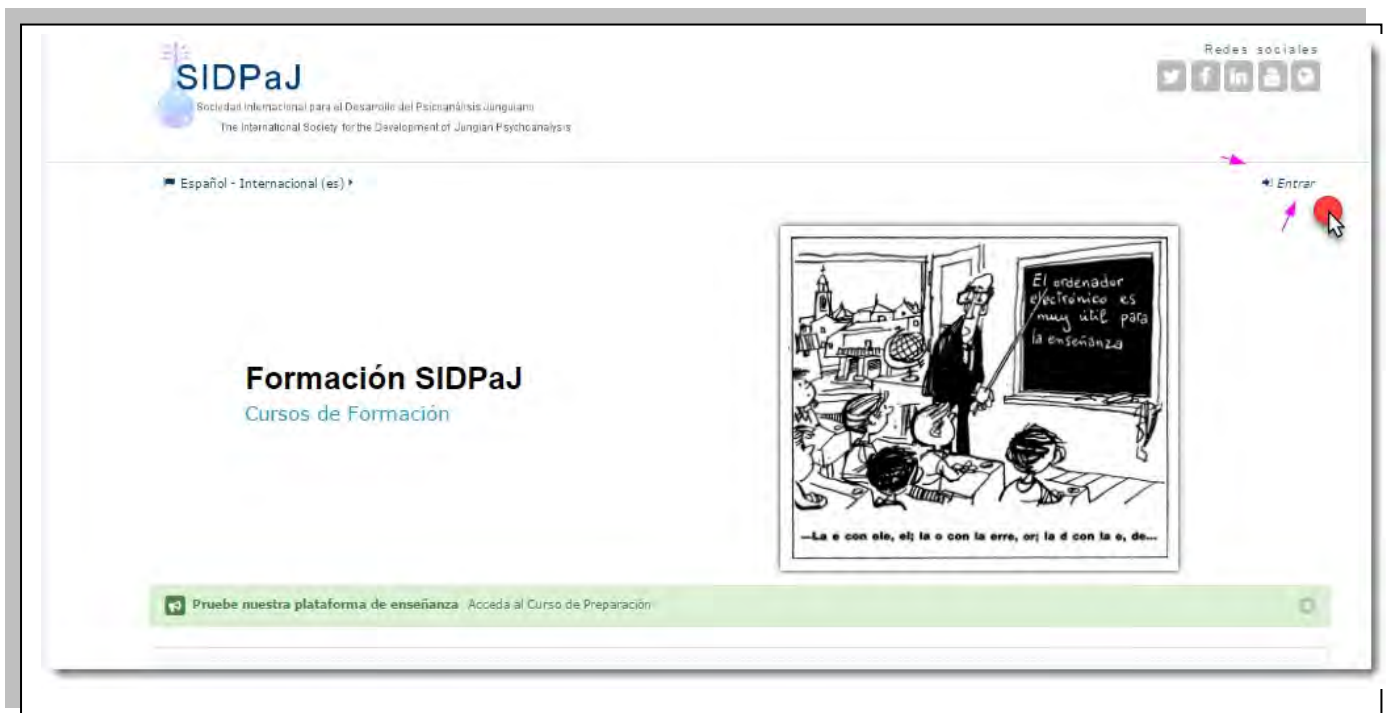 SIDPaJ
Sociedad Internacional para el Desarrollo del Psicoanálisis Junguiano
The International Society for the Development of Jungian Psychoanalysis
Redes sociales
Español - Internacional (es)
Entrar
El ordenador
electrónico es
muy útil para
la enseñanza
Formación SIDPaJ
Cursos de Formación
—La e con ele, el; la o con la erre, or; la d con la e, de...
Pruebe nuestra plataforma de enseñanza Acceda al Curso de Preparación